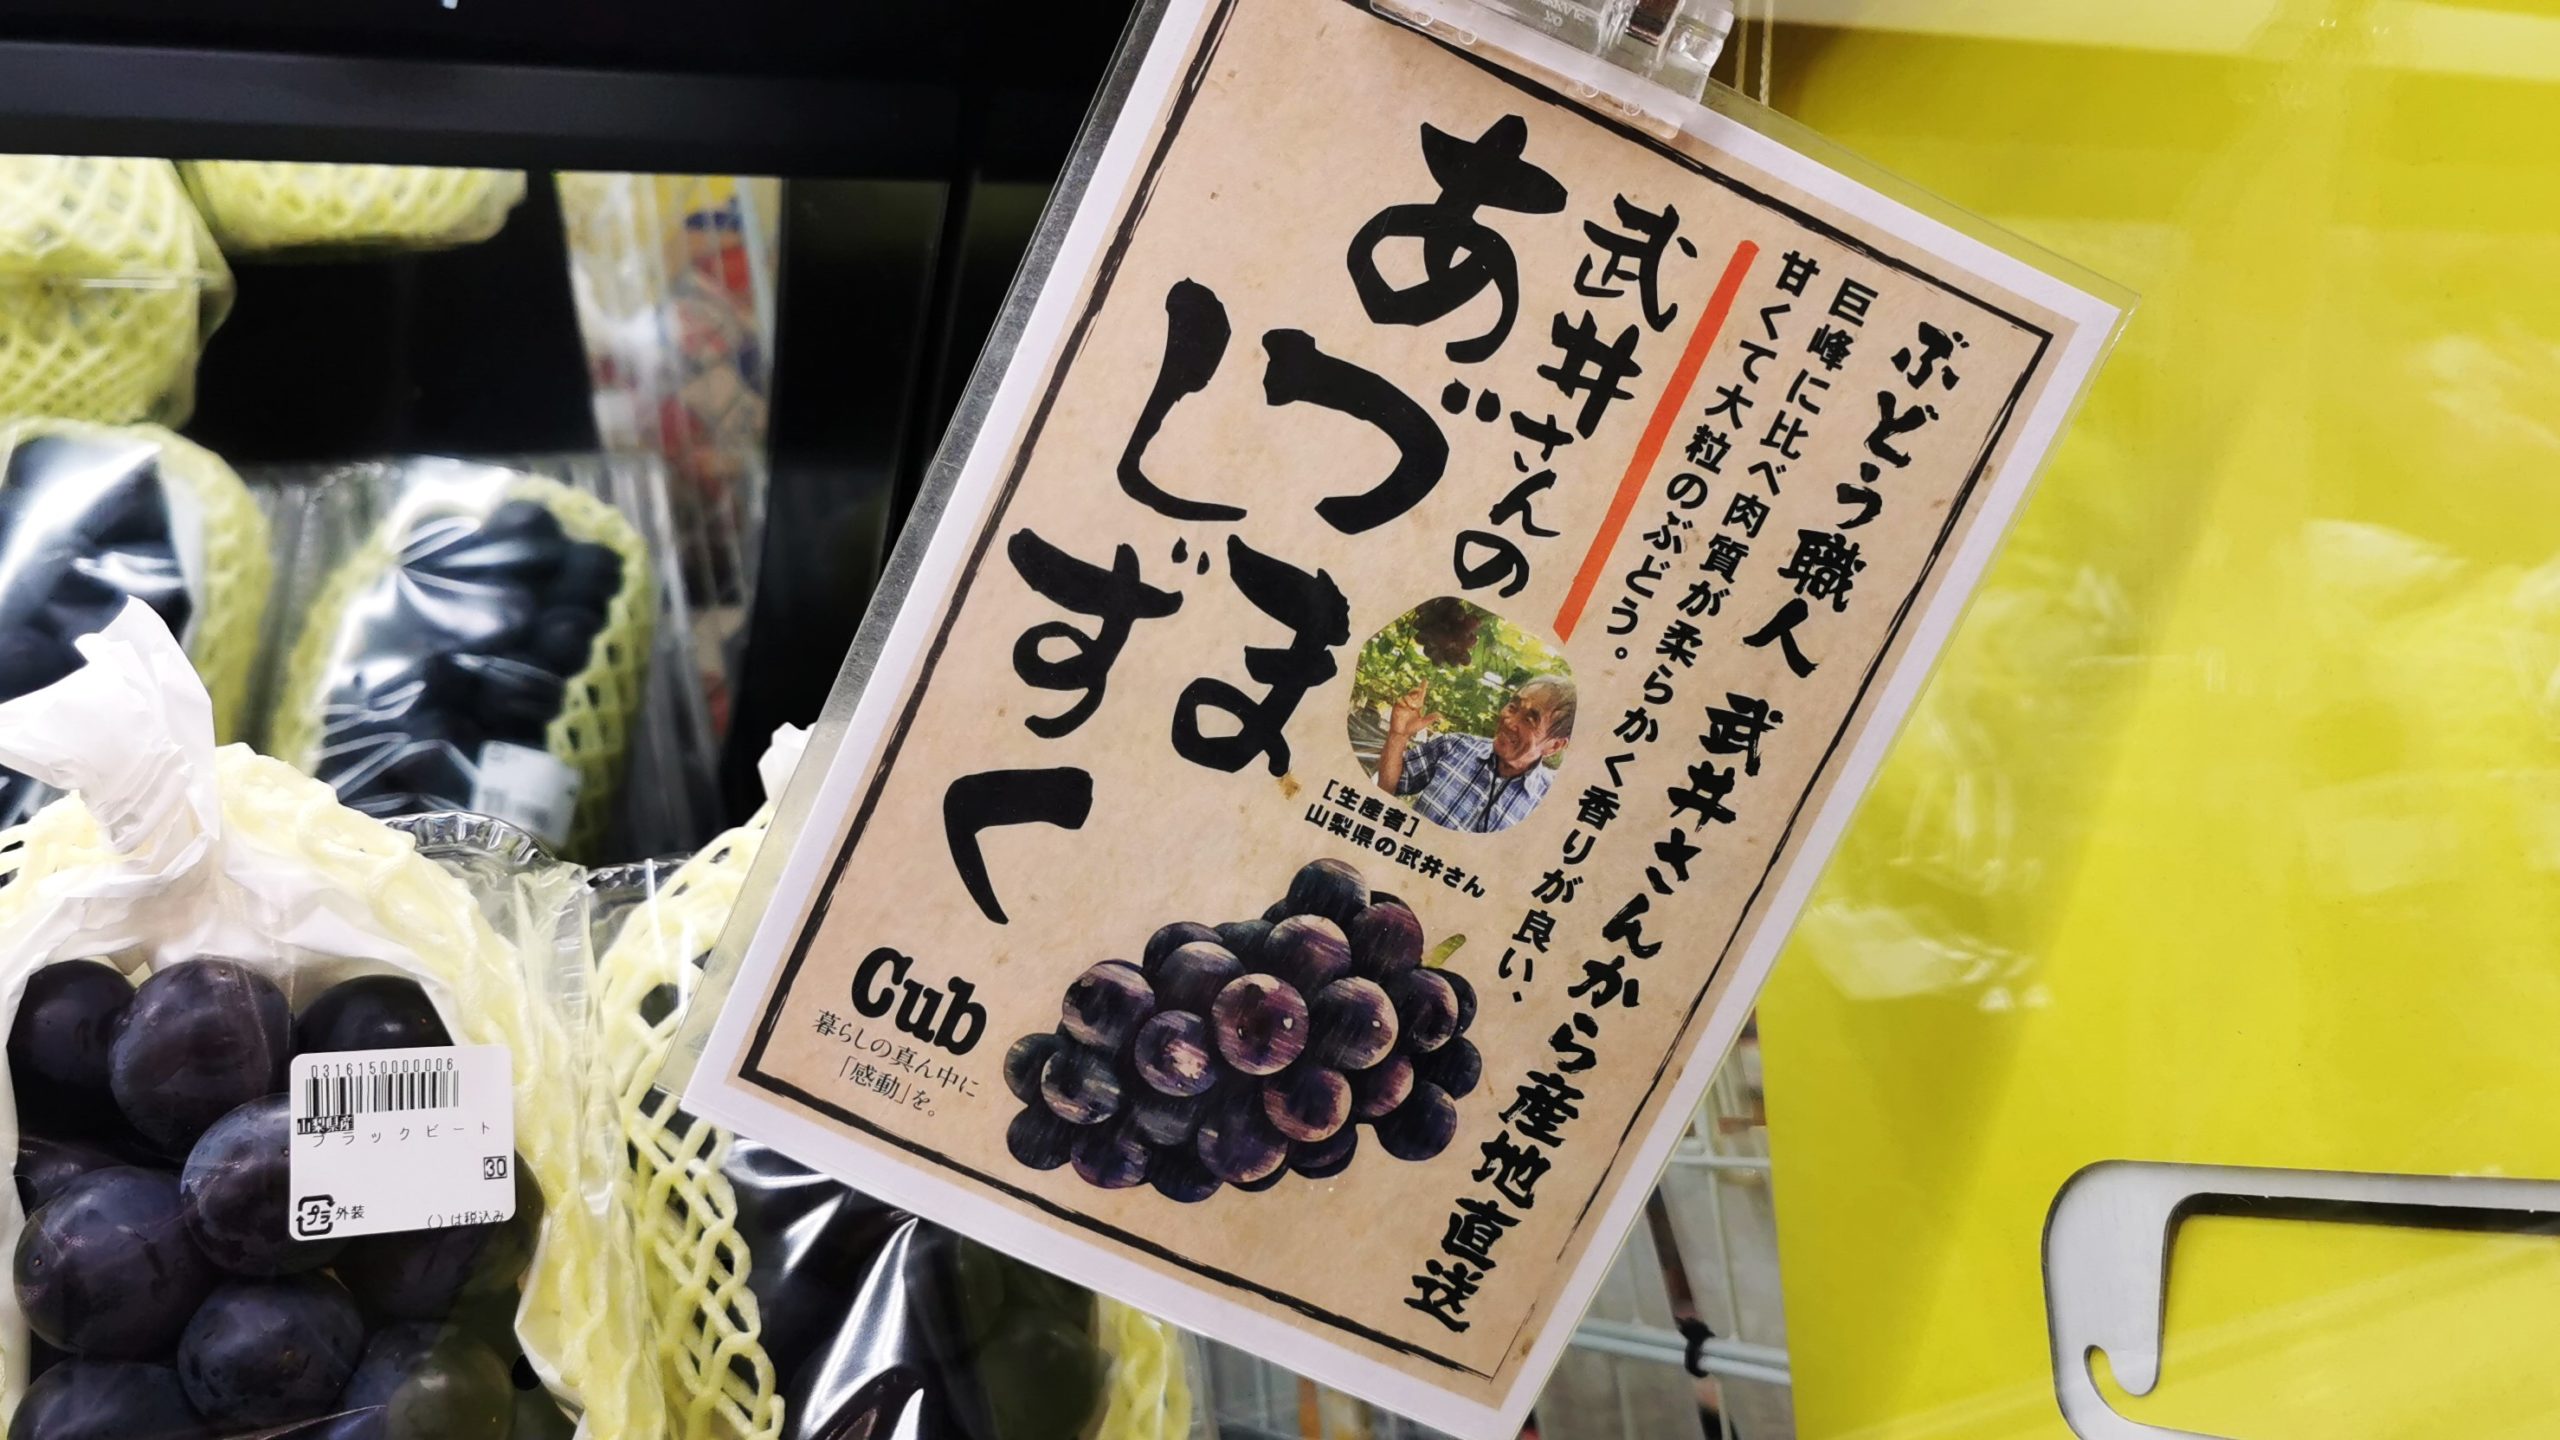 ぶどう職人 武井さんから産地直送
巨峰に比べ肉質が柔らかく香りが良い、
甘くて大粒のぶどう。
武井さんの
あづま
しずく
[生産者]
山梨県の武井さん
Cub
暮らしの真ん中に
「感動」を。
0316150000006
山梨県産
ブラックビート
30
プラ 外装
()は税込み